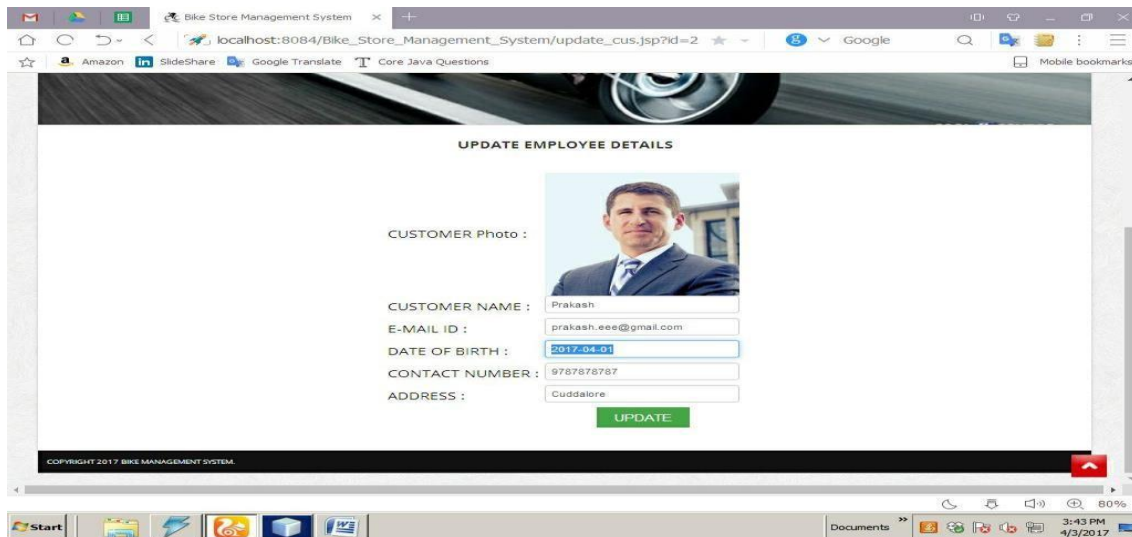 Bike Store Management System
localhost:8084/Bike_Store_Management_System/update_cus.jsp?id=2
Google
Amazon
SlideShare
Google Translate
Core Java Questions
Mobile bookmarks
UPDATE EMPLOYEE DETAILS
CUSTOMER Photo :
CUSTOMER NAME : Prakash
E-MAIL ID : prakash.eee@gmail.com
DATE OF BIRTH : 2017-04-01
CONTACT NUMBER : 9787878787
ADDRESS : Cuddalore
UPDATE
COPYRIGHT 2017 BIKE MANAGEMENT SYSTEM.
80%
Start
Documents
3:43 PM
4/3/2017